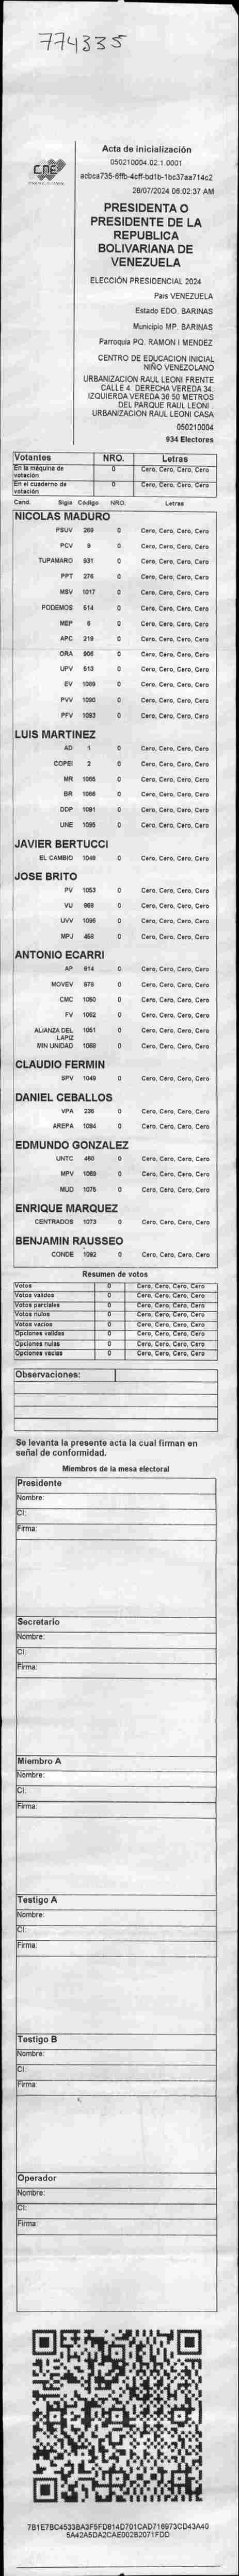 774335
Acta de inicialización
050210004.02.1.0001
acbca735-6ffb-4cff-bd1b-1bc37aa714c2
28/07/2024 06:02:37 AM
CNE
PRESIDENTA O
PRESIDENTE DE LA
REPUBLICA
BOLIVARIANA DE
VENEZUELA
ELECCIÓN PRESIDENCIAL 2024
País VENEZUELA
Estado EDO. BARINAS
Municipio MP. BARINAS
Parroquia PQ. RAMON I MENDEZ
CENTRO DE EDUCACION INICIAL
NIÑO VENEZOLANO
URBANIZACION RAUL LEONI FRENTE
CALLE 4. DERECHA VEREDA 34.
IZQUIERDA VEREDA 36 50 METROS
DEL PARQUE RAUL LEONI .
URBANIZACION RAUL LEONI CASA
050210004
934 Electores
Votantes NRO. Letras
En la máquina de votación 0 Cero, Cero, Cero, Cero
En el cuaderno de votación 0 Cero, Cero, Cero, Cero
Cand. Sigla Código NRO. Letras
NICOLAS MADURO
PSUV 269 0 Cero, Cero, Cero, Cero
PCV 9 0 Cero, Cero, Cero, Cero
TUPAMARO 931 0 Cero, Cero, Cero, Cero
PPT 276 0 Cero, Cero, Cero, Cero
MSV 1017 0 Cero, Cero, Cero, Cero
PODEMOS 514 0 Cero, Cero, Cero, Cero
MEP 6 0 Cero, Cero, Cero, Cero
APC 219 0 Cero, Cero, Cero, Cero
ORA 906 0 Cero, Cero, Cero, Cero
UPV 513 0 Cero, Cero, Cero, Cero
EV 1089 0 Cero, Cero, Cero, Cero
PVV 1090 0 Cero, Cero, Cero, Cero
PFV 1093 0 Cero, Cero, Cero, Cero
LUIS MARTINEZ
AD 1 0 Cero, Cero, Cero, Cero
COPEI 2 0 Cero, Cero, Cero, Cero
MR 1065 0 Cero, Cero, Cero, Cero
BR 1066 0 Cero, Cero, Cero, Cero
DDP 1091 0 Cero, Cero, Cero, Cero
UNE 1095 0 Cero, Cero, Cero, Cero
JAVIER BERTUCCI
EL CAMBIO 1048 0 Cero, Cero, Cero, Cero
JOSE BRITO
PV 1053 0 Cero, Cero, Cero, Cero
VU 868 0 Cero, Cero, Cero, Cero
UVV 1096 0 Cero, Cero, Cero, Cero
MPJ 458 0 Cero, Cero, Cero, Cero
ANTONIO ECARRI
AP 914 0 Cero, Cero, Cero, Cero
MOVEV 979 0 Cero, Cero, Cero, Cero
CMC 1050 0 Cero, Cero, Cero, Cero
FV 1062 0 Cero, Cero, Cero, Cero
ALIANZA DEL LAPIZ 1051 0 Cero, Cero, Cero, Cero
MIN UNIDAD 1068 0 Cero, Cero, Cero, Cero
CLAUDIO FERMIN
SPV 1049 0 Cero, Cero, Cero, Cero
DANIEL CEBALLOS
VPA 236 0 Cero, Cero, Cero, Cero
AREPA 1094 0 Cero, Cero, Cero, Cero
EDMUNDO GONZALEZ
UNTC 460 0 Cero, Cero, Cero, Cero
MPV 1069 0 Cero, Cero, Cero, Cero
MUD 1075 0 Cero, Cero, Cero, Cero
ENRIQUE MARQUEZ
CENTRADOS 1073 0 Cero, Cero, Cero, Cero
BENJAMIN RAUSSEO
CONDE 1092 0 Cero, Cero, Cero, Cero
Resumen de votos
Votos 0 Cero, Cero, Cero, Cero
Votos validos 0 Cero, Cero, Cero, Cero
Votos parciales 0 Cero, Cero, Cero, Cero
Votos nulos 0 Cero, Cero, Cero, Cero
Votos vacios 0 Cero, Cero, Cero, Cero
Opciones validas 0 Cero, Cero, Cero, Cero
Opciones nulas 0 Cero, Cero, Cero, Cero
Opciones vacias 0 Cero, Cero, Cero, Cero
Observaciones:
Se levanta la presente acta la cual firman en
señal de conformidad.
Miembros de la mesa electoral
Presidente
Nombre:
CI:
Firma:
Secretario
Nombre:
CI:
Firma:
Miembro A
Nombre:
CI:
Firma:
Testigo A
Nombre:
CI:
Firma:
Testigo B
Nombre:
CI:
Firma:
Operador
Nombre:
CI:
Firma:
7B1E7BC4533BA3F5FD814D701CAD716973CD43A40
5A42A5DA2CAE002B2071FDD